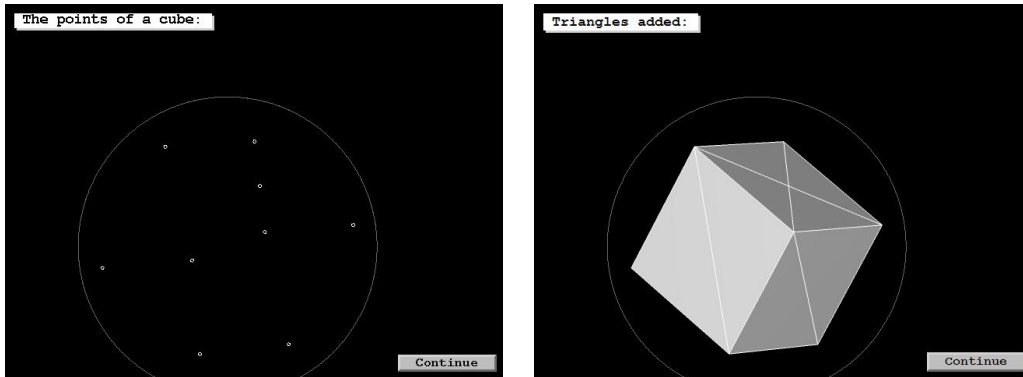 The points of a cube:
Triangles added:
Continue
Continue